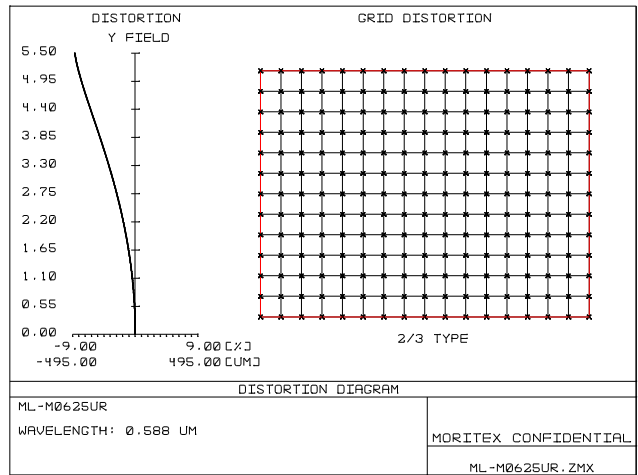 DISTORTION
Y FIELD
GRID DISTORTION
5.50
4.95
4.40
3.85
3.30
2.75
2.20
1.65
1.10
0.55
0.00
-9.00 9.00 [%]
-495.00 495.00 [UM]
2/3 TYPE
DISTORTION DIAGRAM
ML-M0625UR
WAVELENGTH: 0.588 UM
MORITEX CONFIDENTIAL
ML-M0625UR.ZMX